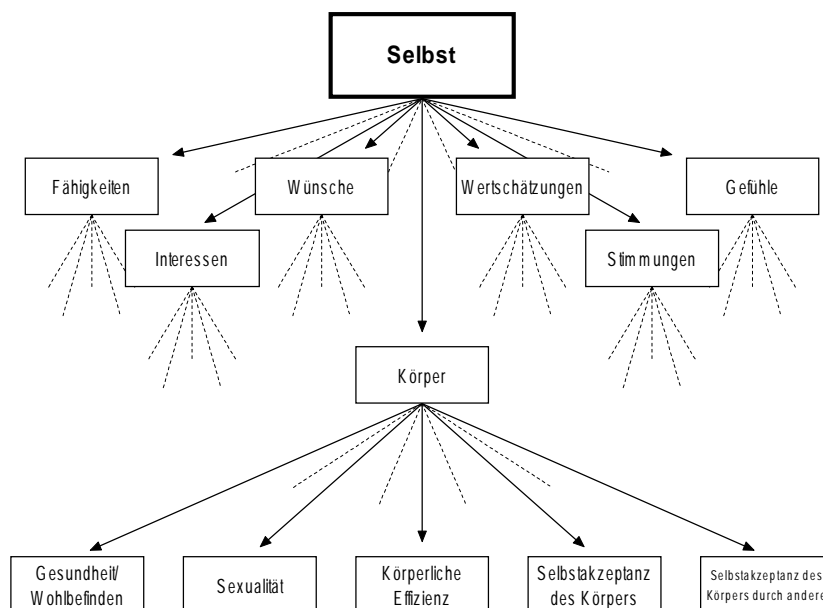 Selbst
Fähigkeiten
Wünsche
Wertschätzungen
Gefühle
Interessen
Stimmungen
Körper
Gesundheit/
Wohlbefinden
Sexualität
Körperliche
Effizienz
Selbstakzeptanz
des Körpers
Selbstakzeptanz des
Körpers durch andere